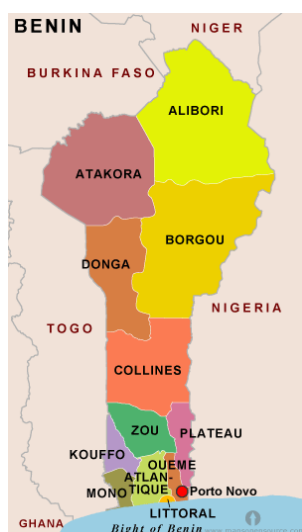 BENIN
NIGER
BURKINA FASO
ALIBORI
ATAKORA
BORGOU
DONGA
NIGERIA
TOGO
COLLINES
ZOU
PLATEAU
KOUFFO
OUEME
ATLAN-
TIQUE
MONO
Porto Novo
LITTORAL
GHANA
Bight of Benin